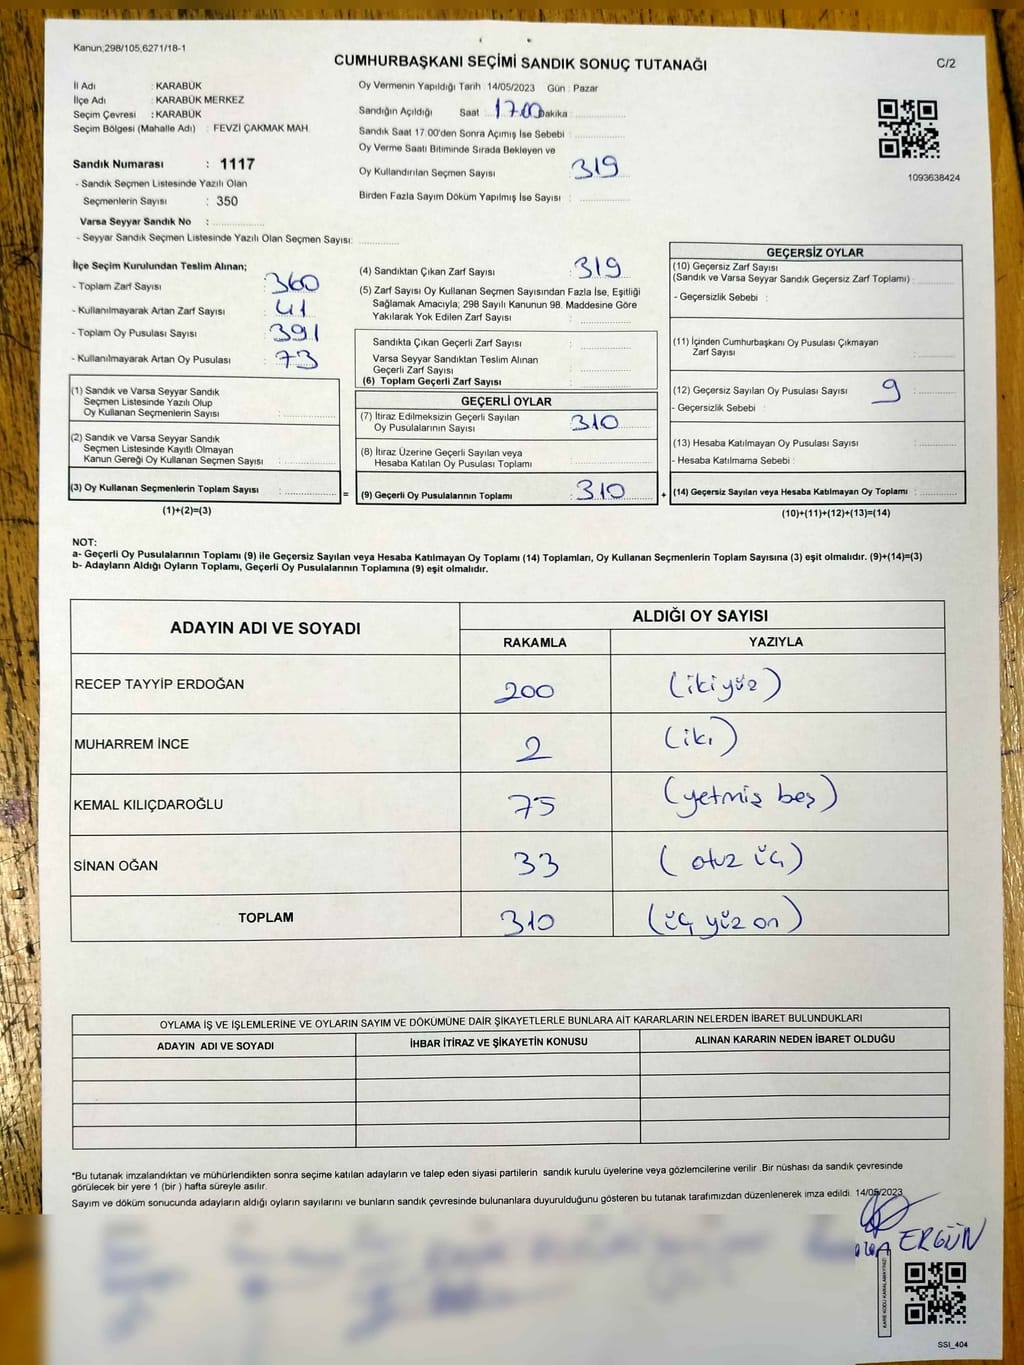 Kanun,298/105,6271/18-1
CUMHURBAŞKANI SEÇİMİ SANDIK SONUÇ TUTANAĞI
C/2
İl Adı : KARABÜK
İlçe Adı : KARABÜK MERKEZ
Seçim Çevresi : KARABÜK
Seçim Bölgesi (Mahalle Adı) : FEVZİ ÇAKMAK MAH.
Sandık Numarası : 1117
- Sandık Seçmen Listesinde Yazılı Olan
Seçmenlerin Sayısı : 350
Varsa Seyyar Sandık No :
- Seyyar Sandık Seçmen Listesinde Yazılı Olan Seçmen Sayısı:
Oy Vermenin Yapıldığı Tarih : 14/05/2023 Gün : Pazar
Sandığın Açıldığı Saat 17.00 Dakika
Sandık Saat 17.00'den Sonra Açımış İse Sebebi :
Oy Verme Saati Bitiminde Sırada Bekleyen ve
Oy Kullandırılan Seçmen Sayısı 319
Birden Fazla Sayım Döküm Yapılmış İse Sayısı :
1093638424
İlçe Seçim Kurulundan Teslim Alınan;
- Toplam Zarf Sayısı : 360
- Kullanılmayarak Artan Zarf Sayısı : 41
- Toplam Oy Pusulası Sayısı : 391
- Kullanılmayarak Artan Oy Pusulası : 73
(1) Sandık ve Varsa Seyyar Sandık
Seçmen Listesinde Yazılı Olup
Oy Kullanan Seçmenlerin Sayısı :
(2) Sandık ve Varsa Seyyar Sandık
Seçmen Listesinde Kayıtlı Olmayan
Kanun Gereği Oy Kullanan Seçmen Sayısı :
(3) Oy Kullanan Seçmenlerin Toplam Sayısı :
(1)+(2)=(3)
=
(4) Sandıktan Çıkan Zarf Sayısı : 319
(5) Zarf Sayısı Oy Kullanan Seçmen Sayısından Fazla İse, Eşitliği
Sağlamak Amacıyla; 298 Sayılı Kanunun 98. Maddesine Göre
Yakılarak Yok Edilen Zarf Sayısı :
Sandıkta Çıkan Geçerli Zarf Sayısı :
Varsa Seyyar Sandıktan Teslim Alınan
Geçerli Zarf Sayısı :
(6) Toplam Geçerli Zarf Sayısı :
GEÇERLİ OYLAR
(7) İtiraz Edilmeksizin Geçerli Sayılan
Oy Pusulalarının Sayısı : 310
(8) İtiraz Üzerine Geçerli Sayılan veya
Hesaba Katılan Oy Pusulası Toplamı :
(9) Geçerli Oy Pusulalarının Toplamı : 310
+
GEÇERSİZ OYLAR
(10) Geçersiz Zarf Sayısı
(Sandık ve Varsa Seyyar Sandık Geçersiz Zarf Toplamı) :
- Geçersizlik Sebebi :
(11) İçinden Cumhurbaşkanı Oy Pusulası Çıkmayan
Zarf Sayısı :
(12) Geçersiz Sayılan Oy Pusulası Sayısı : 9
- Geçersizlik Sebebi :
(13) Hesaba Katılmayan Oy Pusulası Sayısı :
- Hesaba Katılmama Sebebi :
(14) Geçersiz Sayılan veya Hesaba Katılmayan Oy Toplamı :
(10)+(11)+(12)+(13)=(14)
NOT:
a- Geçerli Oy Pusulalarının Toplamı (9) ile Geçersiz Sayılan veya Hesaba Katılmayan Oy Toplamı (14) Toplamları, Oy Kullanan Seçmenlerin Toplam Sayısına (3) eşit olmalıdır. (9)+(14)=(3)
b- Adayların Aldığı Oyların Toplamı, Geçerli Oy Pusulalarının Toplamına (9) eşit olmalıdır.
ADAYIN ADI VE SOYADI
ALDIĞI OY SAYISI
RAKAMLA YAZIYLA
RECEP TAYYİP ERDOĞAN 200 (ikiyüz)
MUHARREM İNCE 2 (iki)
KEMAL KILIÇDAROĞLU 75 (yetmiş beş)
SİNAN OĞAN 33 (otuz üç)
TOPLAM 310 (üç yüz on)
OYLAMA İŞ VE İŞLEMLERİNE VE OYLARIN SAYIM VE DÖKÜMÜNE DAİR ŞİKAYETLERLE BUNLARA AİT KARARLARIN NELERDEN İBARET BULUNDUKLARI
ADAYIN ADI VE SOYADI İHBAR İTİRAZ VE ŞİKAYETİN KONUSU ALINAN KARARIN NEDEN İBARET OLDUĞU
*Bu tutanak imzalandıktan ve mühürlendikten sonra seçime katılan adayların ve talep eden siyasi partilerin sandık kurulu üyelerine veya gözlemcilerine verilir .Bir nüshası da sandık çevresinde
görülecek bir yere 1 (bir ) hafta süreyle asılır.
Sayım ve döküm sonucunda adayların aldığı oyların sayılarını ve bunların sandık çevresinde bulunanlara duyurulduğunu gösteren bu tutanak tarafımızdan düzenlenerek imza edildi. 14/05/2023
ERGÜN
KARE KODU KARALAMAYINIZ!
SSI_404